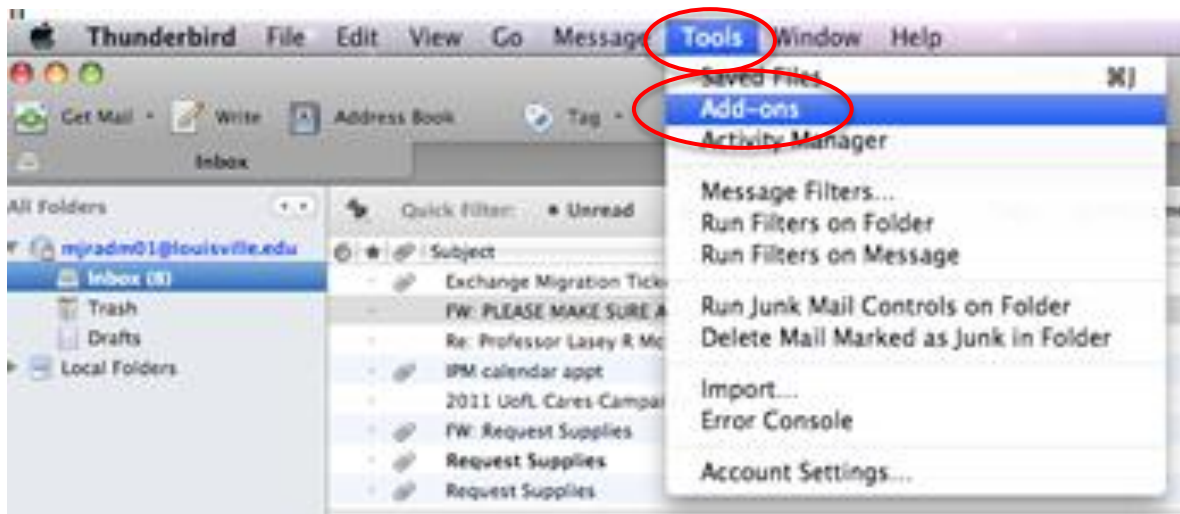 Thunderbird File Edit View Go Message Tools Window Help
Saved Files ⌘J
Add-ons
Activity Manager
Message Filters...
Run Filters on Folder
Run Filters on Message
Run Junk Mail Controls on Folder
Delete Mail Marked as Junk in Folder
Import...
Error Console
Account Settings...
Get Mail Write Address Book Tag
Inbox
All Folders
mjradm01@louisville.edu
Inbox (8)
Trash
Drafts
Local Folders
Quick Filter: Unread
Subject
Exchange Migration
FW: PLEASE MAKE SURE
Re: Professor Lasey R
IPM calendar appt
2011 UofL Cares
FW: Request Supplies
Request Supplies
Request Supplies